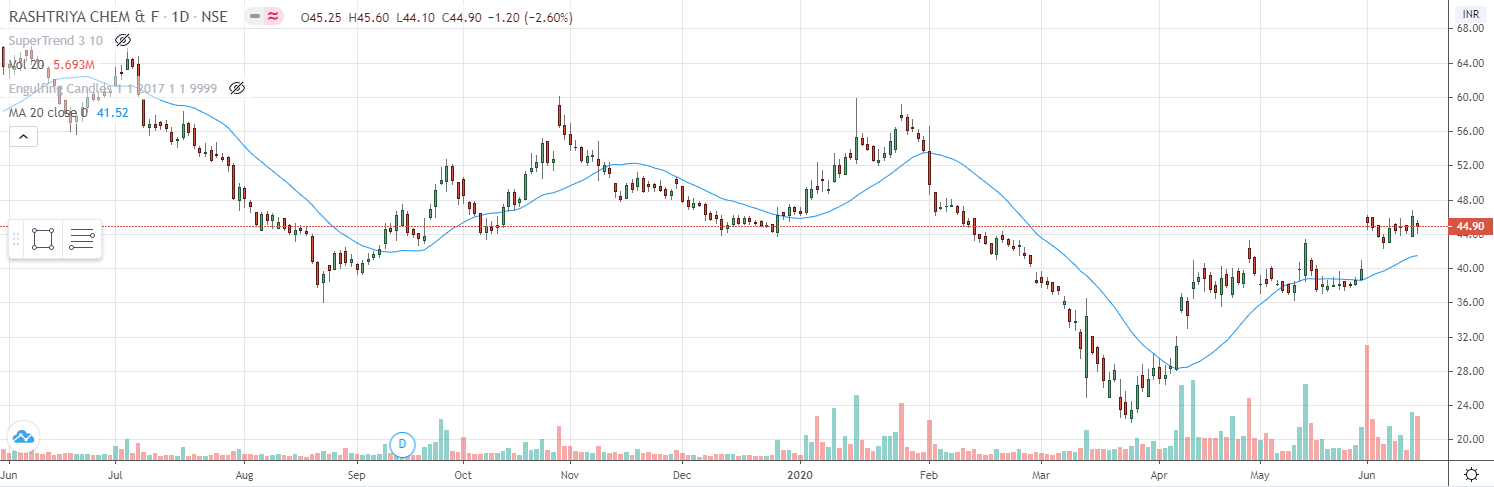 RASHTRIYA CHEM & F · 1D · NSE O45.25 H45.60 L44.10 C44.90 −1.20 (−2.60%)
INR
SuperTrend 3 10
Vol 20 5.693M
Engulfing Candles 1 1 2017 1 1 9999
MA 20 close 0 41.52
68.00
64.00
60.00
56.00
52.00
48.00
44.90
44.00
40.00
36.00
32.00
28.00
24.00
20.00
D
Jun Jul Aug Sep Oct Nov Dec 2020 Feb Mar Apr May Jun